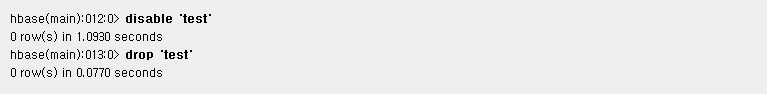 hbase(main):012:0> disable 'test'
0 row(s) in 1.0930 seconds
hbase(main):013:0> drop 'test'
0 row(s) in 0.0770 seconds